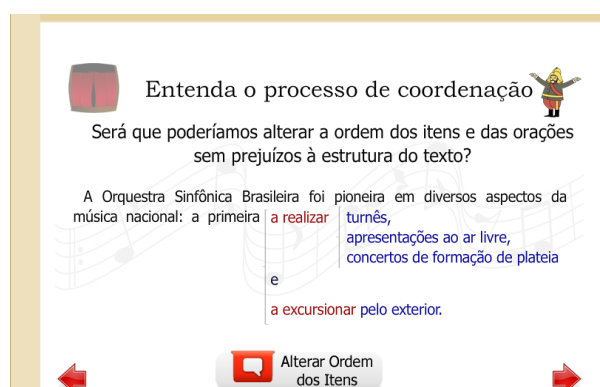 Entenda o processo de coordenação
Será que poderíamos alterar a ordem dos itens e das orações
sem prejuízos à estrutura do texto?
A Orquestra Sinfônica Brasileira foi pioneira em diversos aspectos da
música nacional: a primeira a realizar turnês,
apresentações ao ar livre,
concertos de formação de plateia
e
a excursionar pelo exterior.
Alterar Ordem
dos Itens